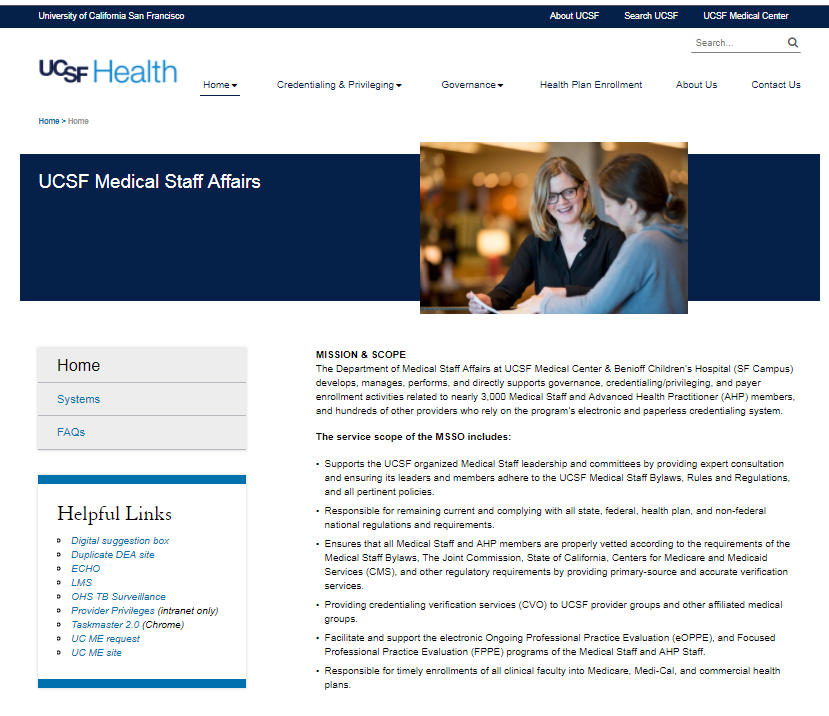 University of California San Francisco
About UCSF
Search UCSF
UCSF Medical Center
Search...
UCSF Health
Home
Credentialing & Privileging
Governance
Health Plan Enrollment
About Us
Contact Us
Home > Home
UCSF Medical Staff Affairs
Home
Systems
FAQs
Helpful Links
Digital suggestion box
Duplicate DEA site
ECHO
LMS
OHS TB Surveillance
Provider Privileges (intranet only)
Taskmaster 2.0 (Chrome)
UC ME request
UC ME site
MISSION & SCOPE
The Department of Medical Staff Affairs at UCSF Medical Center & Benioff Children's Hospital (SF Campus)
develops, manages, performs, and directly supports governance, credentialing/privileging, and payer
enrollment activities related to nearly 3,000 Medical Staff and Advanced Health Practitioner (AHP) members,
and hundreds of other providers who rely on the program's electronic and paperless credentialing system.
The service scope of the MSSO includes:
• Supports the UCSF organized Medical Staff leadership and committees by providing expert consultation
and ensuring its leaders and members adhere to the UCSF Medical Staff Bylaws, Rules and Regulations,
and all pertinent policies.
• Responsible for remaining current and complying with all state, federal, health plan, and non-federal
national regulations and requirements.
• Ensures that all Medical Staff and AHP members are properly vetted according to the requirements of the
Medical Staff Bylaws, The Joint Commission, State of California, Centers for Medicare and Medicaid
Services (CMS), and other regulatory requirements by providing primary-source and accurate verification
services.
• Providing credentialing verification services (CVO) to UCSF provider groups and other affiliated medical
groups.
• Facilitate and support the electronic Ongoing Professional Practice Evaluation (eOPPE), and Focused
Professional Practice Evaluation (FPPE) programs of the Medical Staff and AHP Staff.
• Responsible for timely enrollments of all clinical faculty into Medicare, Medi-Cal, and commercial health
plans.